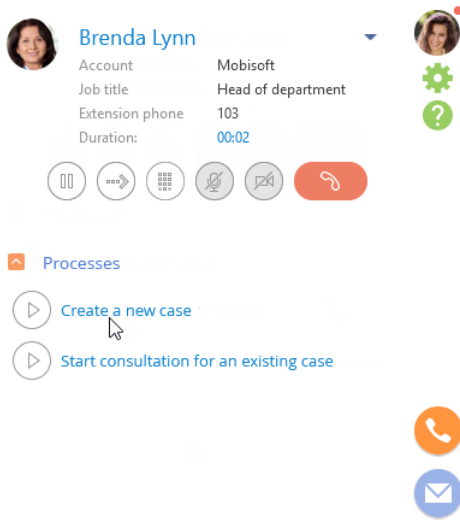 Brenda Lynn
Account Mobisoft
Job title Head of department
Extension phone 103
Duration: 00:02
?
Processes
Create a new case
Start consultation for an existing case